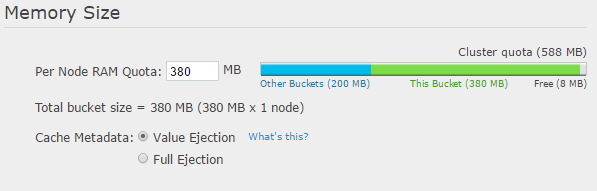 Memory Size
Cluster quota (588 MB)
Per Node RAM Quota: 380 MB
Other Buckets (200 MB) This Bucket (380 MB) Free (8 MB)
Total bucket size = 380 MB (380 MB x 1 node)
Cache Metadata: Value Ejection What's this?
Full Ejection